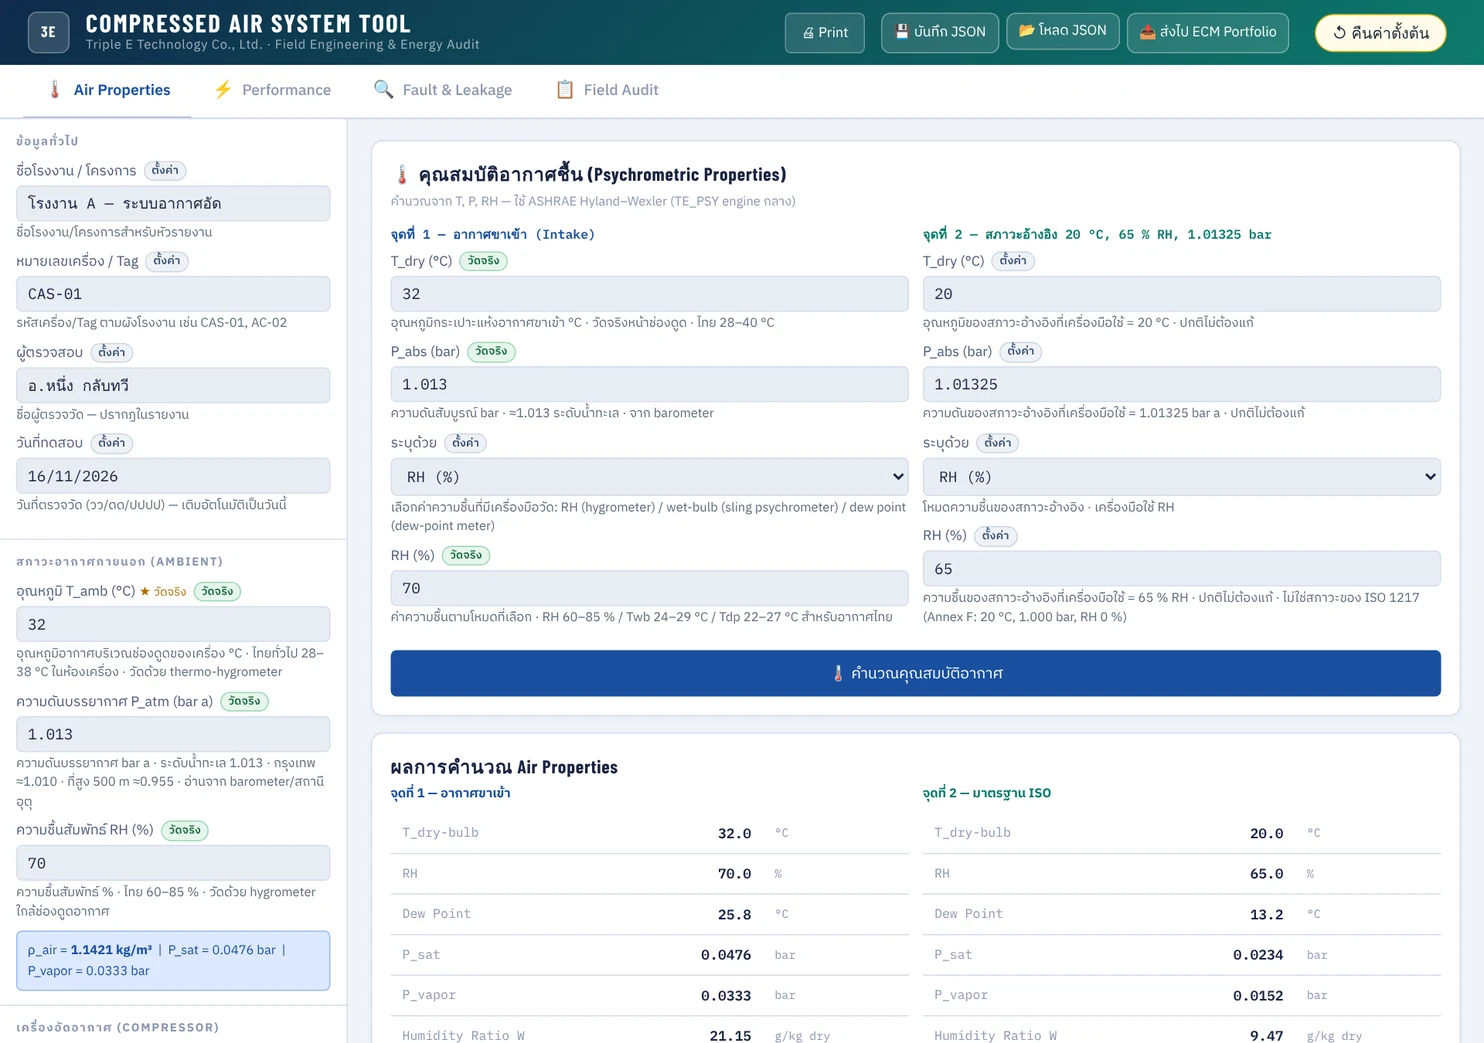 3E
COMPRESSED AIR SYSTEM TOOL
Triple E Technology Co., Ltd. · Field Engineering & Energy Audit
🖨 Print
💾 บันทึก JSON
📂 โหลด JSON
📤 ส่งไป ECM Portfolio
↺ คืนค่าตั้งต้น
🌡️ Air Properties
⚡ Performance
🔍 Fault & Leakage
📋 Field Audit
ข้อมูลทั่วไป
ชื่อโรงงาน / โครงการ ตั้งค่า
โรงงาน A — ระบบอากาศอัด
ชื่อโรงงาน/โครงการสำหรับหัวรายงาน
หมายเลขเครื่อง / Tag ตั้งค่า
CAS-01
รหัสเครื่อง/Tag ตามผังโรงงาน เช่น CAS-01, AC-02
ผู้ตรวจสอบ ตั้งค่า
อ.หนึ่ง กลับทวี
ชื่อผู้ตรวจวัด — ปรากฏในรายงาน
วันที่ทดสอบ ตั้งค่า
16/11/2026
วันที่ตรวจวัด (วว/ดด/ปปปป) — เติมอัตโนมัติเป็นวันนี้
สภาวะอากาศภายนอก (AMBIENT)
อุณหภูมิ T_amb (°C) ★ วัดจริง วัดจริง
32
อุณหภูมิอากาศบริเวณช่องดูดของเครื่อง °C · ไทยทั่วไป 28–
38 °C ในห้องเครื่อง · วัดด้วย thermo-hygrometer
ความดันบรรยากาศ P_atm (bar a) วัดจริง
1.013
ความดันบรรยากาศ bar a · ระดับน้ำทะเล 1.013 · กรุงเทพ
≈1.010 · ที่สูง 500 m ≈0.955 · อ่านจาก barometer/สถานี
อุตุ
ความชื้นสัมพัทธ์ RH (%) วัดจริง
70
ความชื้นสัมพัทธ์ % · ไทย 60–85 % · วัดด้วย hygrometer
ใกล้ช่องดูดอากาศ
ρ_air = 1.1421 kg/m³ | P_sat = 0.0476 bar |
P_vapor = 0.0333 bar
เครื่องอัดอากาศ (COMPRESSOR)
🌡️ คุณสมบัติอากาศชื้น (Psychrometric Properties)
คำนวณจาก T, P, RH — ใช้ ASHRAE Hyland–Wexler (TE_PSY engine กลาง)
จุดที่ 1 — อากาศขาเข้า (Intake)
T_dry (°C) วัดจริง
32
อุณหภูมิกระเปาะแห้งอากาศขาเข้า °C · วัดจริงหน้าช่องดูด · ไทย 28–40 °C
P_abs (bar) วัดจริง
1.013
ความดันสัมบูรณ์ bar · ≈1.013 ระดับน้ำทะเล · จาก barometer
ระบุด้วย ตั้งค่า
RH (%)
เลือกค่าความชื้นที่มีเครื่องมือวัด: RH (hygrometer) / wet-bulb (sling psychrometer) / dew point
(dew-point meter)
RH (%) วัดจริง
70
ค่าความชื้นตามโหมดที่เลือก · RH 60–85 % / Twb 24–29 °C / Tdp 22–27 °C สำหรับอากาศไทย
จุดที่ 2 — สภาวะอ้างอิง 20 °C, 65 % RH, 1.01325 bar
T_dry (°C) ตั้งค่า
20
อุณหภูมิของสภาวะอ้างอิงที่เครื่องมือใช้ = 20 °C · ปกติไม่ต้องแก้
P_abs (bar) ตั้งค่า
1.01325
ความดันของสภาวะอ้างอิงที่เครื่องมือใช้ = 1.01325 bar a · ปกติไม่ต้องแก้
ระบุด้วย ตั้งค่า
RH (%)
โหมดความชื้นของสภาวะอ้างอิง · เครื่องมือใช้ RH
RH (%) ตั้งค่า
65
ความชื้นของสภาวะอ้างอิงที่เครื่องมือใช้ = 65 % RH · ปกติไม่ต้องแก้ · ไม่ใช่สภาวะของ ISO 1217
(Annex F: 20 °C, 1.000 bar, RH 0 %)
🌡️ คำนวณคุณสมบัติอากาศ
ผลการคำนวณ Air Properties
จุดที่ 1 — อากาศขาเข้า
T_dry-bulb 32.0 °C
RH 70.0 %
Dew Point 25.8 °C
P_sat 0.0476 bar
P_vapor 0.0333 bar
Humidity Ratio W 21.15 g/kg dry
จุดที่ 2 — มาตรฐาน ISO
T_dry-bulb 20.0 °C
RH 65.0 %
Dew Point 13.2 °C
P_sat 0.0234 bar
P_vapor 0.0152 bar
Humidity Ratio W 9.47 g/kg dry